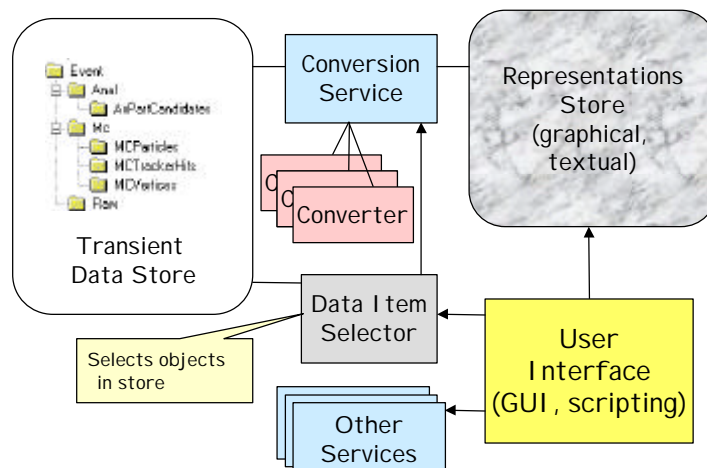 Event
Anal
AxPartCandidates
Mc
MCParticles
MCTrackerHits
MCVertices
Raw
Transient
Data Store
Conversion
Service
C
C
Converter
Representations
Store
(graphical,
textual)
Data Item
Selector
Selects objects
in store
User
Interface
(GUI, scripting)
Other
Services